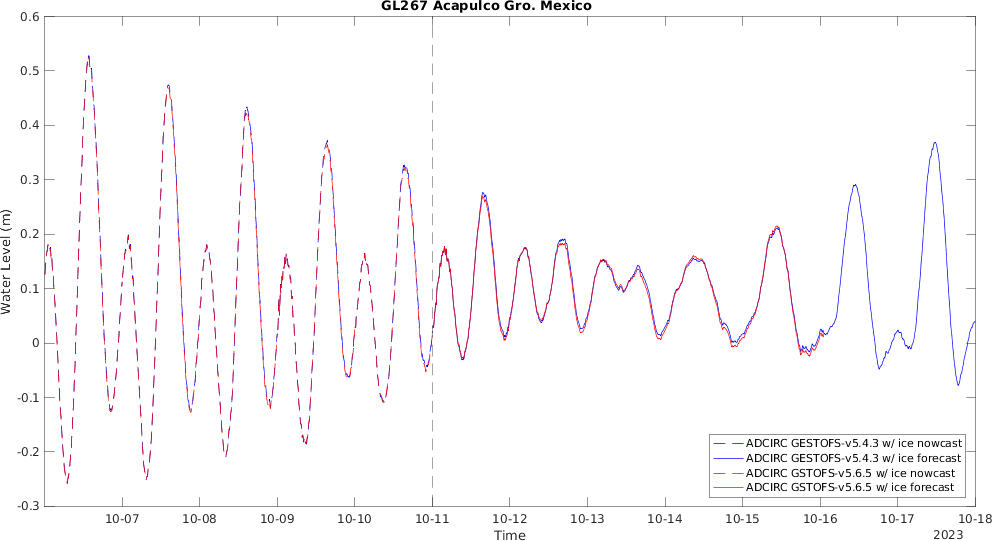 GL267 Acapulco Gro. Mexico
0.6
0.5
0.4
0.3
0.2
0.1
0
-0.1
-0.2
-0.3
Water Level (m)
ADCIRC GESTOFS-v5.4.3 w/ ice nowcast
ADCIRC GESTOFS-v5.4.3 w/ ice forecast
ADCIRC GSTOFS-v5.6.5 w/ ice nowcast
ADCIRC GSTOFS-v5.6.5 w/ ice forecast
10-07 10-08 10-09 10-10 10-11 10-12 10-13 10-14 10-15 10-16 10-17 10-18
Time
2023